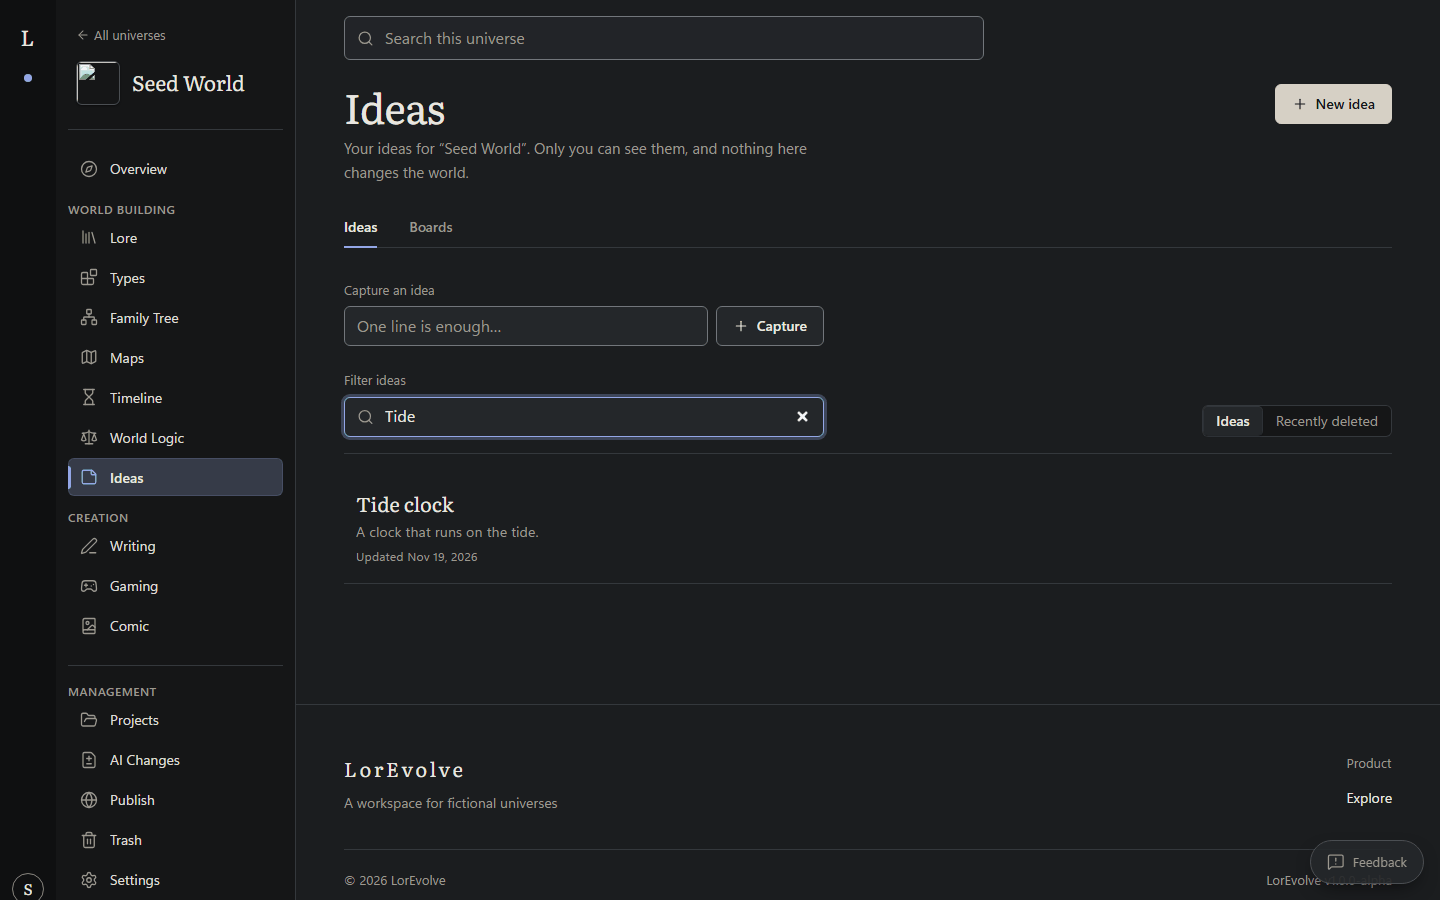 L
All universes
Seed World
Overview
WORLD BUILDING
Lore
Types
Family Tree
Maps
Timeline
World Logic
Ideas
CREATION
Writing
Gaming
Comic
MANAGEMENT
Projects
AI Changes
Publish
Trash
Settings
S
Search this universe
Ideas
New idea
Your ideas for “Seed World”. Only you can see them, and nothing here
changes the world.
Ideas Boards
Capture an idea
One line is enough...
Capture
Filter ideas
Tide
Ideas Recently deleted
Tide clock
A clock that runs on the tide.
Updated Nov 19, 2026
LorEvolve
A workspace for fictional universes
Product
Explore
Feedback
© 2026 LorEvolve
LorEvolve v1.0.0-alpha